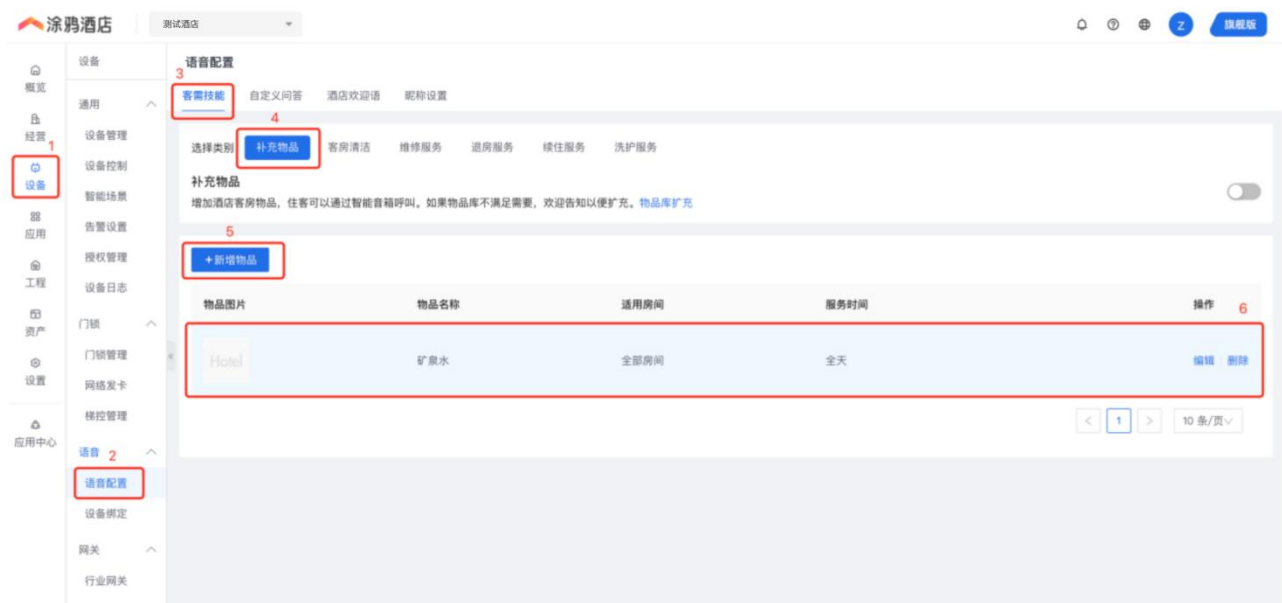 涂鸦酒店
测试酒店
Z
旗舰版
概览
经营
1
设备
应用
工程
资产
设置
应用中心
设备
通用
设备管理
设备控制
智能场景
告警设置
授权管理
设备日志
门锁
门锁管理
网络发卡
梯控管理
语音 2
语音配置
设备绑定
网关
行业网关
语音配置
3
客需技能 自定义问答 酒店欢迎语 昵称设置
4
选择类别 补充物品 客房清洁 维修服务 退房服务 续住服务 洗护服务
补充物品
增加酒店客房物品，住客可以通过智能音箱呼叫。如果物品库不满足需要，欢迎告知以便扩充。物品库扩充
5
+新增物品
物品图片 物品名称 适用房间 服务时间 操作 6
Hotel 矿泉水 全部房间 全天 编辑 删除
< 1 > 10 条/页